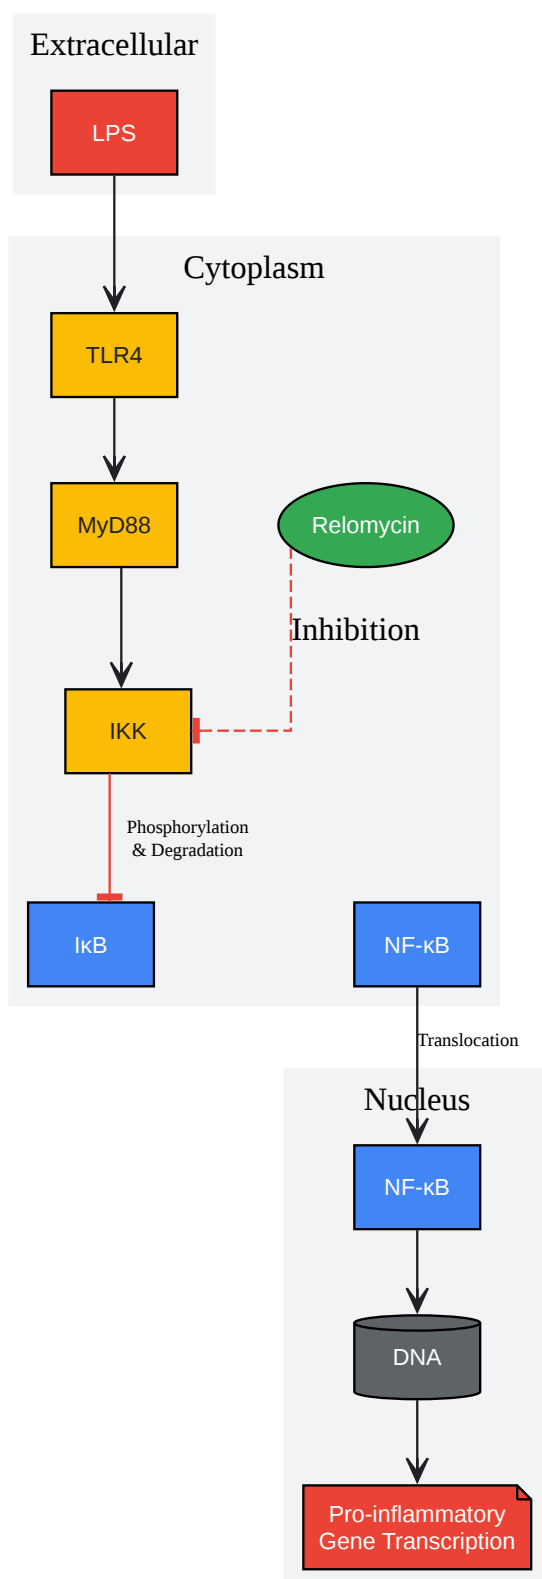 Extracellular
LPS
Cytoplasm
TLR4
MyD88
Relomycin
Inhibition
IKK
Phosphorylation
& Degradation
IκB
NF-κB
Translocation
Nucleus
NF-κB
DNA
Pro-inflammatory
Gene Transcription